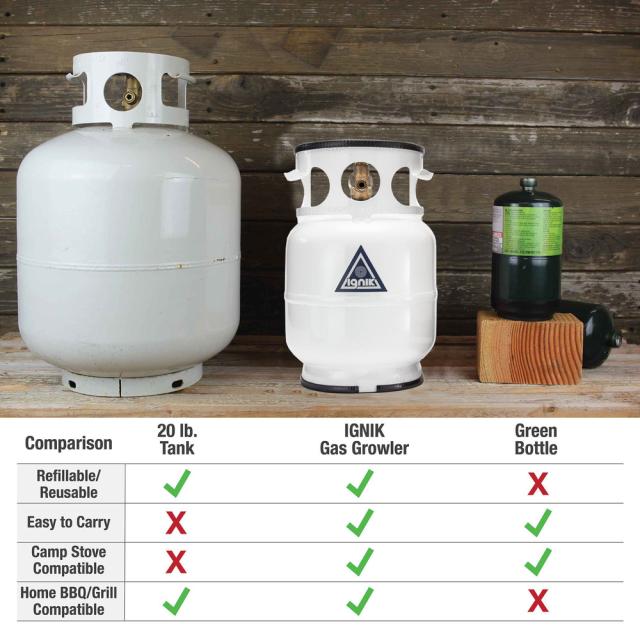 IGNIK
Comparison
20 lb.
Tank
IGNIK
Gas Growler
Green
Bottle
Refillable/
Reusable
Easy to Carry
Camp Stove
Compatible
Home BBQ/Grill
Compatible